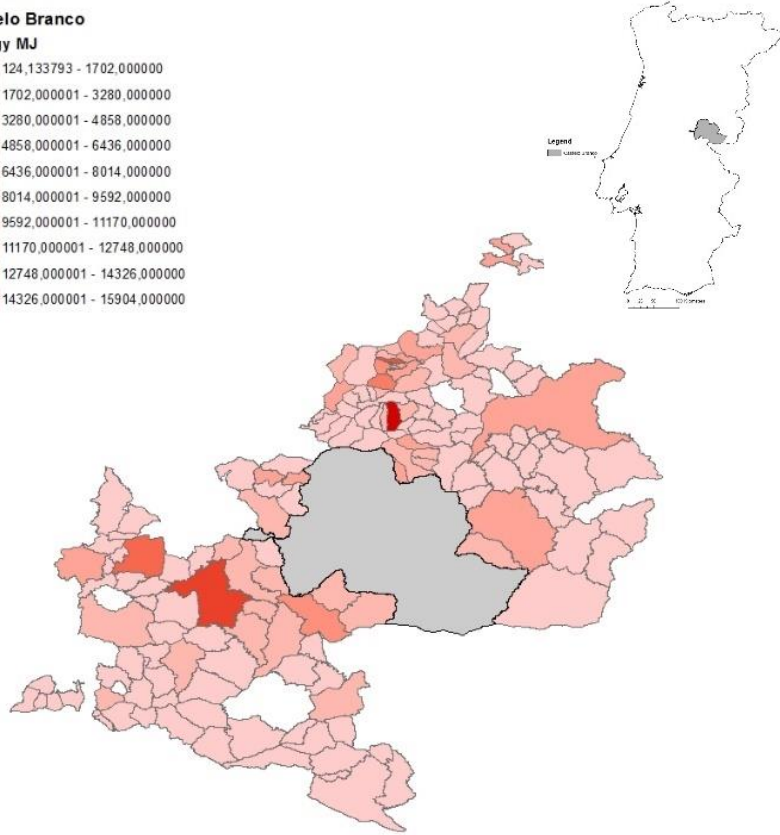 elo Branco
y MJ
124,133793 - 1702,000000
1702,000001 - 3280,000000
3280,000001 - 4858,000000
4858,000001 - 6436,000000
6436,000001 - 8014,000000
8014,000001 - 9592,000000
9592,000001 - 11170,000000
11170,000001 - 12748,000000
12748,000001 - 14326,000000
14326,000001 - 15904,000000
Legend
Castelo Branco